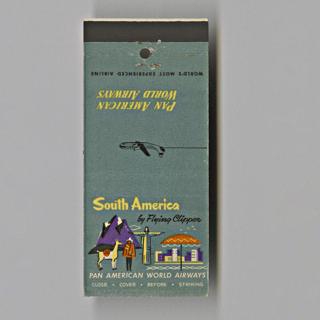 WORLD'S MOST EXPERIENCED AIRLINE
PAN AMERICAN
WORLD AIRWAYS
South America
by Flying Clipper
PAN AMERICAN WORLD AIRWAYS
CLOSE • COVER • BEFORE • STRIKING